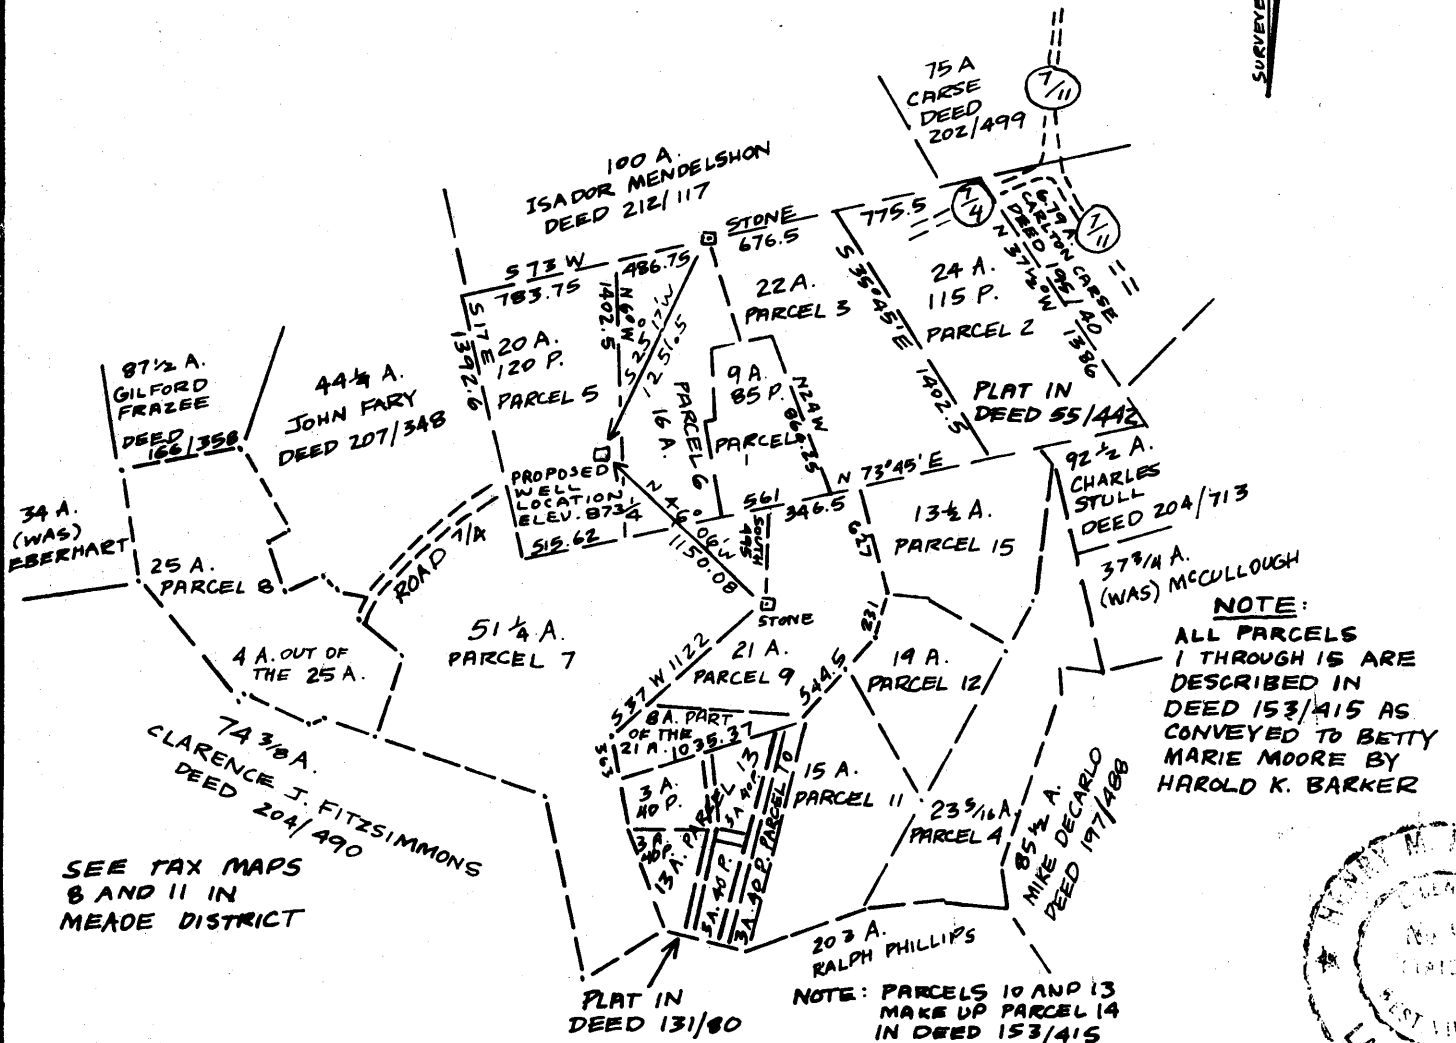 SURVEYE
75 A
CARSE
DEED
202/499
7/11
100 A.
ISADOR MENDELSHON
DEED 212/117
STONE
676.5
775.5
7/4
7/11
6.79 A.
CARLTON CARSE
DEED 195/40
N 37½° W 1386
S 73 W
783.75
486.75
N 6° W
1402.5
S 25° 17' W
1251.5
22 A.
PARCEL 3
S 35° 45' E 1402.5
24 A.
115 P.
PARCEL 2
S 17 E
1392.6
20 A.
120 P.
PARCEL 5
PARCEL 6
16 A.
9 A.
85 P.
PARCEL
1
N 24 W
PLAT IN
DEED 55/442
87½ A.
GILFORD
FRAZEE
DEED
166/358
44¼ A.
JOHN FARY
DEED 207/348
PROPOSED
WELL
LOCATION
ELEV. 873¼
N 73° 45' E
561
346.5
92½ A.
CHARLES
STULL
DEED 204/713
34 A.
(WAS)
EBERHART
515.62
SOUTH
495
06' W
1150.08
627
13½ A.
PARCEL 15
ROAD 7/A
25 A.
PARCEL 8
37¾ A.
(WAS) McCULLOUGH
STONE
NOTE:
ALL PARCELS
1 THROUGH 15 ARE
DESCRIBED IN
DEED 153/415 AS
CONVEYED TO BETTY
MARIE MOORE BY
HAROLD K. BARKER
51¼ A.
PARCEL 7
231
4 A. OUT OF
THE 25 A.
S 37 W 1122
21 A.
PARCEL 9
544.5
19 A.
PARCEL 12
8 A. PART
OF THE
21 A.
1035.37
363
74 3/8 A.
CLARENCE J. FITZSIMMONS
DEED 204/490
3 A.
40 P.
3 A.
40 P.
13 A. PARCEL 13
3 A. 40 P.
3 A. 40 P.
3 A. 40 P. PARCEL TO
15 A.
PARCEL 11
23 5/16 A.
PARCEL 4
85½ A.
MIKE DECARLO
DEED 197/488
SEE TAX MAPS
8 AND 11 IN
MEADE DISTRICT
RALPH PHILLIPS
PLAT IN
DEED 131/80
NOTE: PARCELS 10 AND 13
MAKE UP PARCEL 14
IN DEED 153/415
HENRY M.